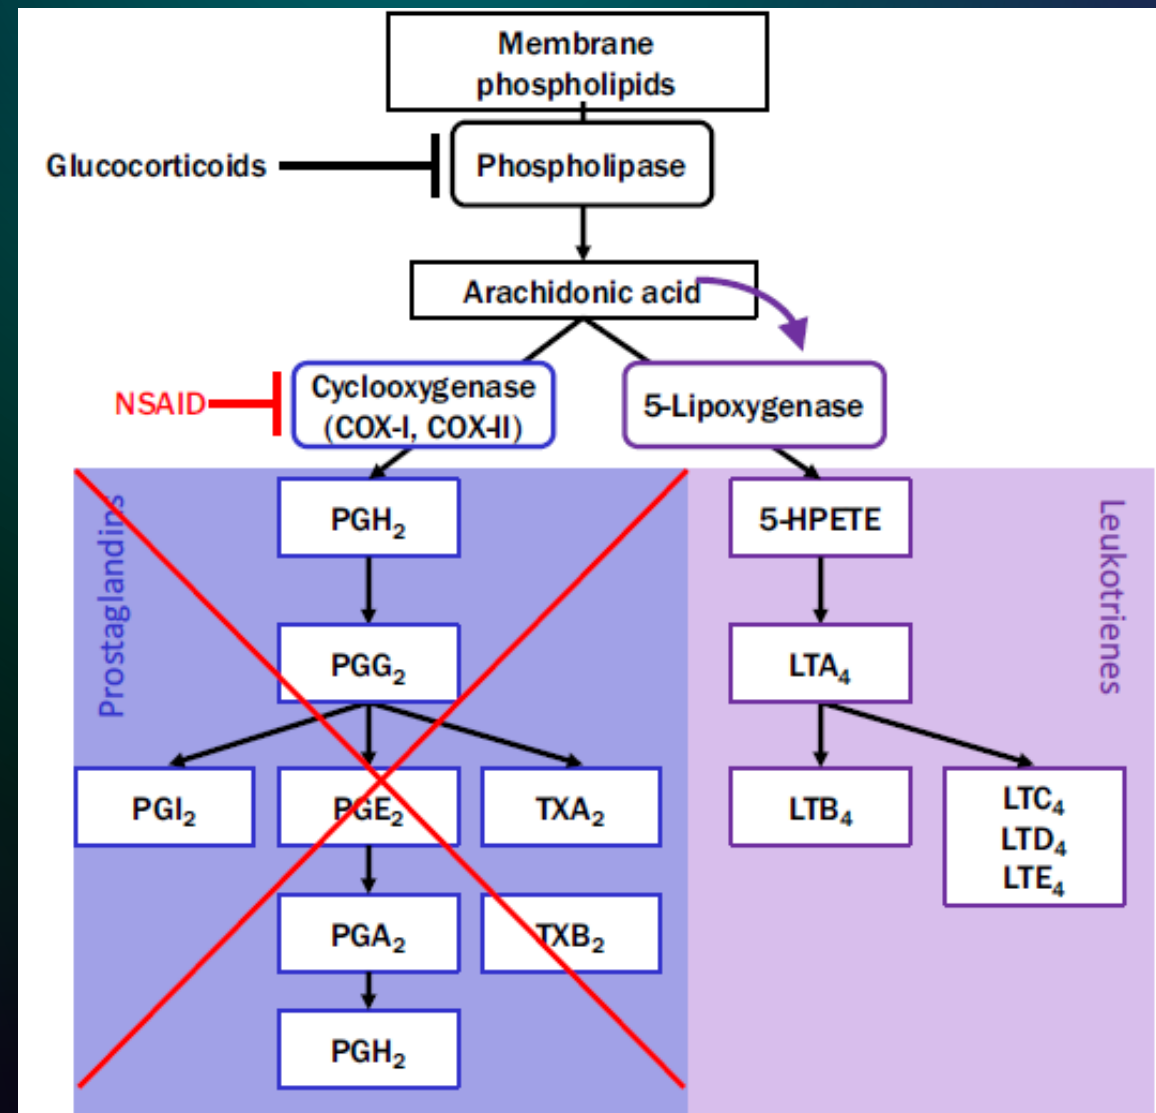 Membrane
phospholipids
Glucocorticoids
Phospholipase
Arachidonic acid
NSAID
Cyclooxygenase
(COX-I, COX-II)
5-Lipoxygenase
Prostaglandins
Leukotrienes
PGH₂
5-HPETE
PGG₂
LTA₄
PGI₂
PGE₂
TXA₂
LTB₄
LTC₄
LTD₄
LTE₄
PGA₂
TXB₂
PGH₂